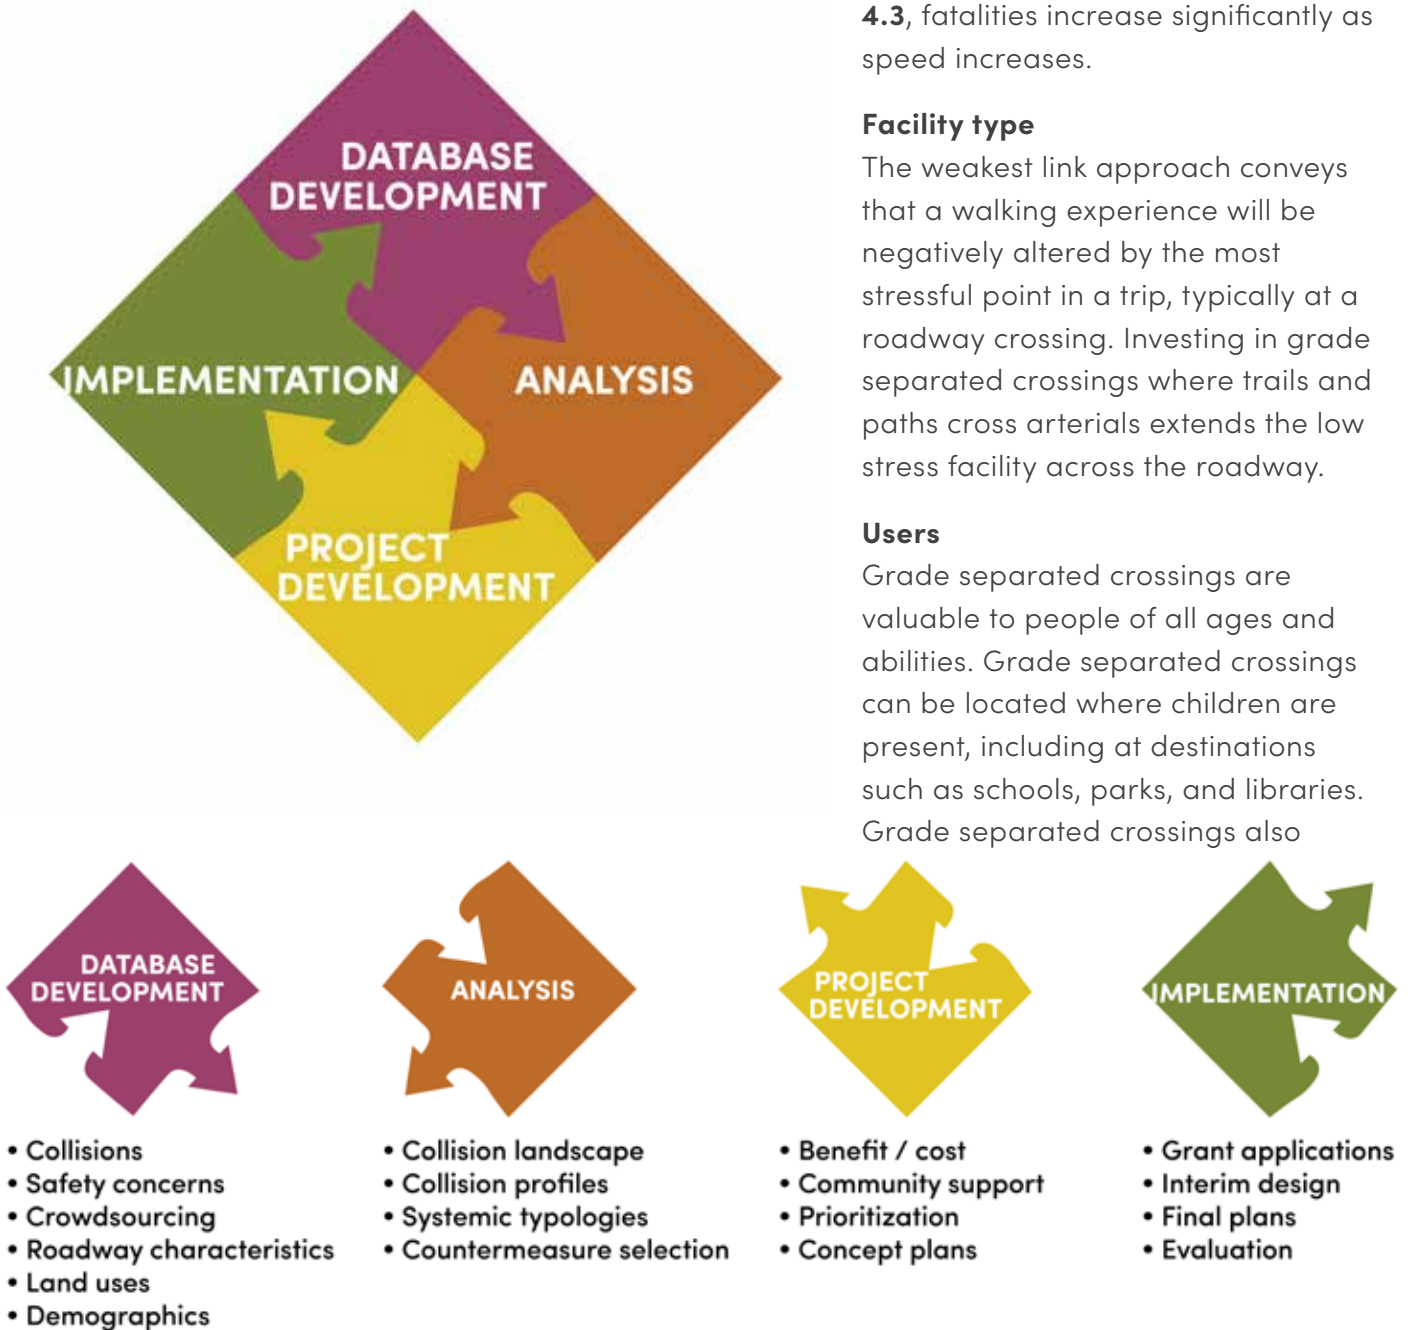 DATABASE
DEVELOPMENT
IMPLEMENTATION
ANALYSIS
PROJECT
DEVELOPMENT
4.3, fatalities increase significantly as
speed increases.
Facility type
The weakest link approach conveys
that a walking experience will be
negatively altered by the most
stressful point in a trip, typically at a
roadway crossing. Investing in grade
separated crossings where trails and
paths cross arterials extends the low
stress facility across the roadway.
Users
Grade separated crossings are
valuable to people of all ages and
abilities. Grade separated crossings
can be located where children are
present, including at destinations
such as schools, parks, and libraries.
Grade separated crossings also
DATABASE
DEVELOPMENT
• Collisions
• Safety concerns
• Crowdsourcing
• Roadway characteristics
• Land uses
• Demographics
ANALYSIS
• Collision landscape
• Collision profiles
• Systemic typologies
• Countermeasure selection
PROJECT
DEVELOPMENT
• Benefit / cost
• Community support
• Prioritization
• Concept plans
IMPLEMENTATION
• Grant applications
• Interim design
• Final plans
• Evaluation